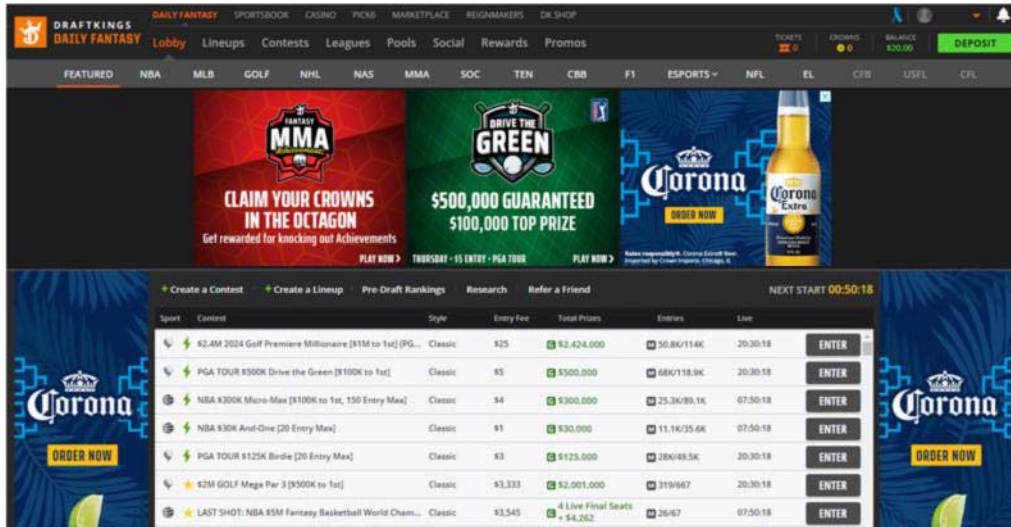 DRAFTKINGS
DAILY FANTASY
DAILY FANTASY SPORTSBOOK CASINO PICK6 MARKETPLACE REIGNMAKERS DK SHOP
Lobby Lineups Contests Leagues Pools Social Rewards Promos
TICKETS CROWNS BALANCE
0 0 $20.00 DEPOSIT
FEATURED NBA MLB GOLF NHL NAS MMA SOC TEN CBB F1 ESPORTS NFL EL CFB USFL CFL
FANTASY
MMA
CLAIM YOUR CROWNS
IN THE OCTAGON
Get rewarded for knocking out Achievements
PLAY NOW >
DRIVE THE
GREEN
$500,000 GUARANTEED
$100,000 TOP PRIZE
THURSDAY • $5 ENTRY • PGA TOUR PLAY NOW >
Corona
ORDER NOW
Corona
Extra
Relax responsibly®. Corona Extra® Beer.
Imported by Crown Imports, Chicago, IL
+ Create a Contest + Create a Lineup Pre-Draft Rankings Research Refer a Friend NEXT START 00:50:18
Sport Contest Style Entry Fee Total Prizes Entries Live
$2.4M 2024 Golf Premiere Millionaire [$1M to 1st] (PG... Classic $25 G $2,424,000 M 50.8K/114K 20:30:18 ENTER
PGA TOUR $500K Drive the Green [$100K to 1st] Classic $5 G $500,000 M 68K/118.9K 20:30:18 ENTER
NBA $300K Micro-Max [$100K to 1st, 150 Entry Max] Classic $4 G $300,000 M 25.3K/89.1K 07:50:18 ENTER
NBA $30K And-One [20 Entry Max] Classic $1 G $30,000 M 11.1K/35.6K 07:50:18 ENTER
PGA TOUR $125K Birdie [20 Entry Max] Classic $3 G $125,000 M 28K/49.5K 20:30:18 ENTER
$2M GOLF Mega Par 3 [$500K to 1st] Classic $3,333 G $2,001,000 M 319/667 20:30:18 ENTER
LAST SHOT: NBA $5M Fantasy Basketball World Cham... Classic $3,545 G 4 Live Final Seats + $4,262 M 26/67 07:50:18 ENTER
Corona
ORDER NOW
Corona
ORDER NOW